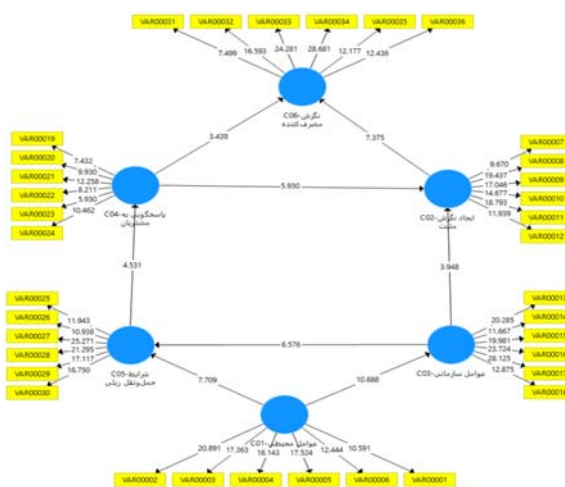 VAR00031
VAR00032
VAR00033
VAR00034
VAR00035
VAR00036
7.499
16.593
24.281
28.681
12.177
12.436
نگرش-C06
مصرف‌کننده
3.439
7.375
VAR00019
VAR00020
VAR00021
VAR00022
VAR00023
VAR00024
7.432
9.930
12.258
8.211
5.930
10.462
پاسخگویی به-C04
مشتریان
5.930
VAR00007
VAR00008
VAR00009
VAR00010
VAR00011
VAR00012
9.670
19.437
17.046
14.677
18.793
11.939
ایجاد نگرش-C02
مثبت
4.531
3.948
VAR00025
VAR00026
VAR00027
VAR00028
VAR00029
VAR00030
11.943
10.938
25.271
21.295
17.117
16.750
شرایط-C05
حمل‌ونقل ریلی
6.576
VAR00013
VAR00014
VAR00015
VAR00016
VAR00017
VAR00018
20.285
11.667
19.981
23.724
28.125
12.875
عوامل سازمانی-C03
7.709
10.888
عوامل محیطی-C01
20.891
17.363
18.143
17.524
12.444
10.591
VAR00002
VAR00003
VAR00004
VAR00005
VAR00006
VAR00001